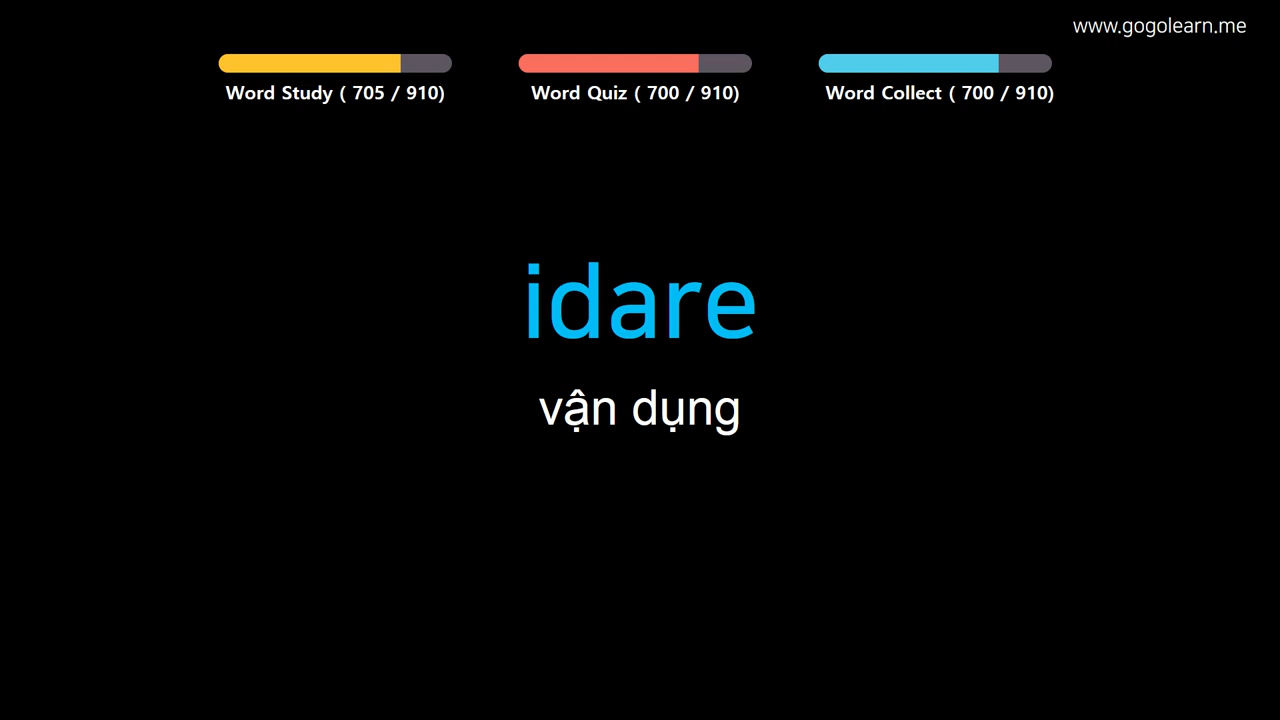 www.gogolearn.me
Word Study ( 705 / 910)
Word Quiz ( 700 / 910)
Word Collect ( 700 / 910)
idare
vận dụng